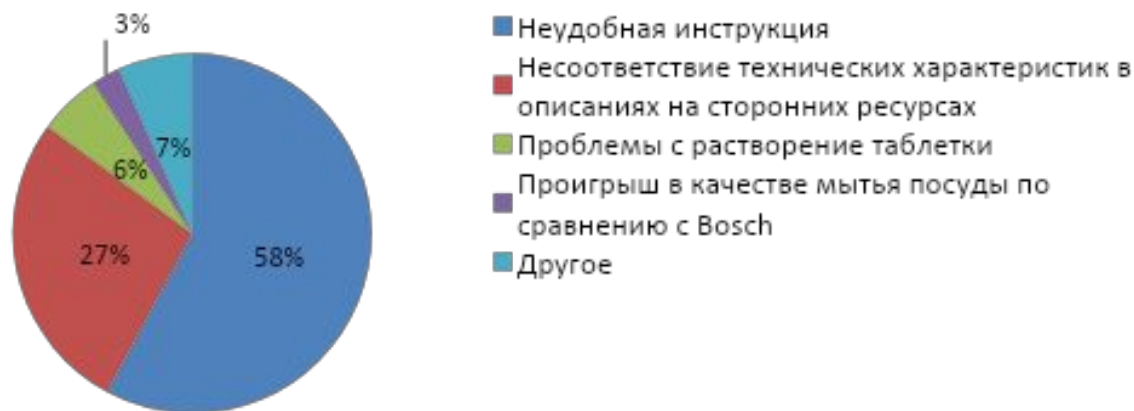 3%
7%
6%
27%
58%
Неудобная инструкция
Несоответствие технических характеристик в
описаниях на сторонних ресурсах
Проблемы с растворение таблетки
Проигрыш в качестве мытья посуды по
сравнению с Bosch
Другое